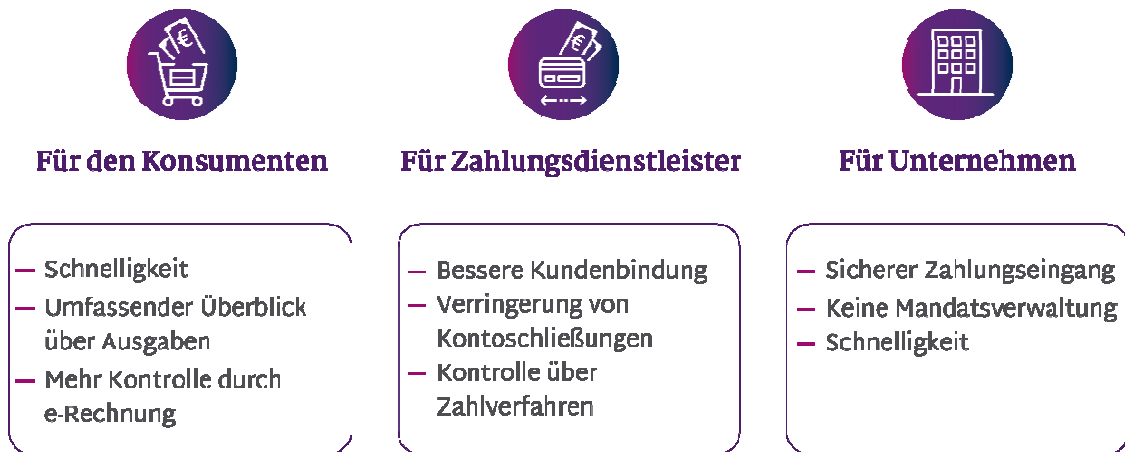 Für den Konsumenten
— Schnelligkeit
— Umfassender Überblick
über Ausgaben
— Mehr Kontrolle durch
e-Rechnung
Für Zahlungsdienstleister
— Bessere Kundenbindung
— Verringerung von
Kontoschließungen
— Kontrolle über
Zahlverfahren
Für Unternehmen
— Sicherer Zahlungseingang
— Keine Mandatsverwaltung
— Schnelligkeit